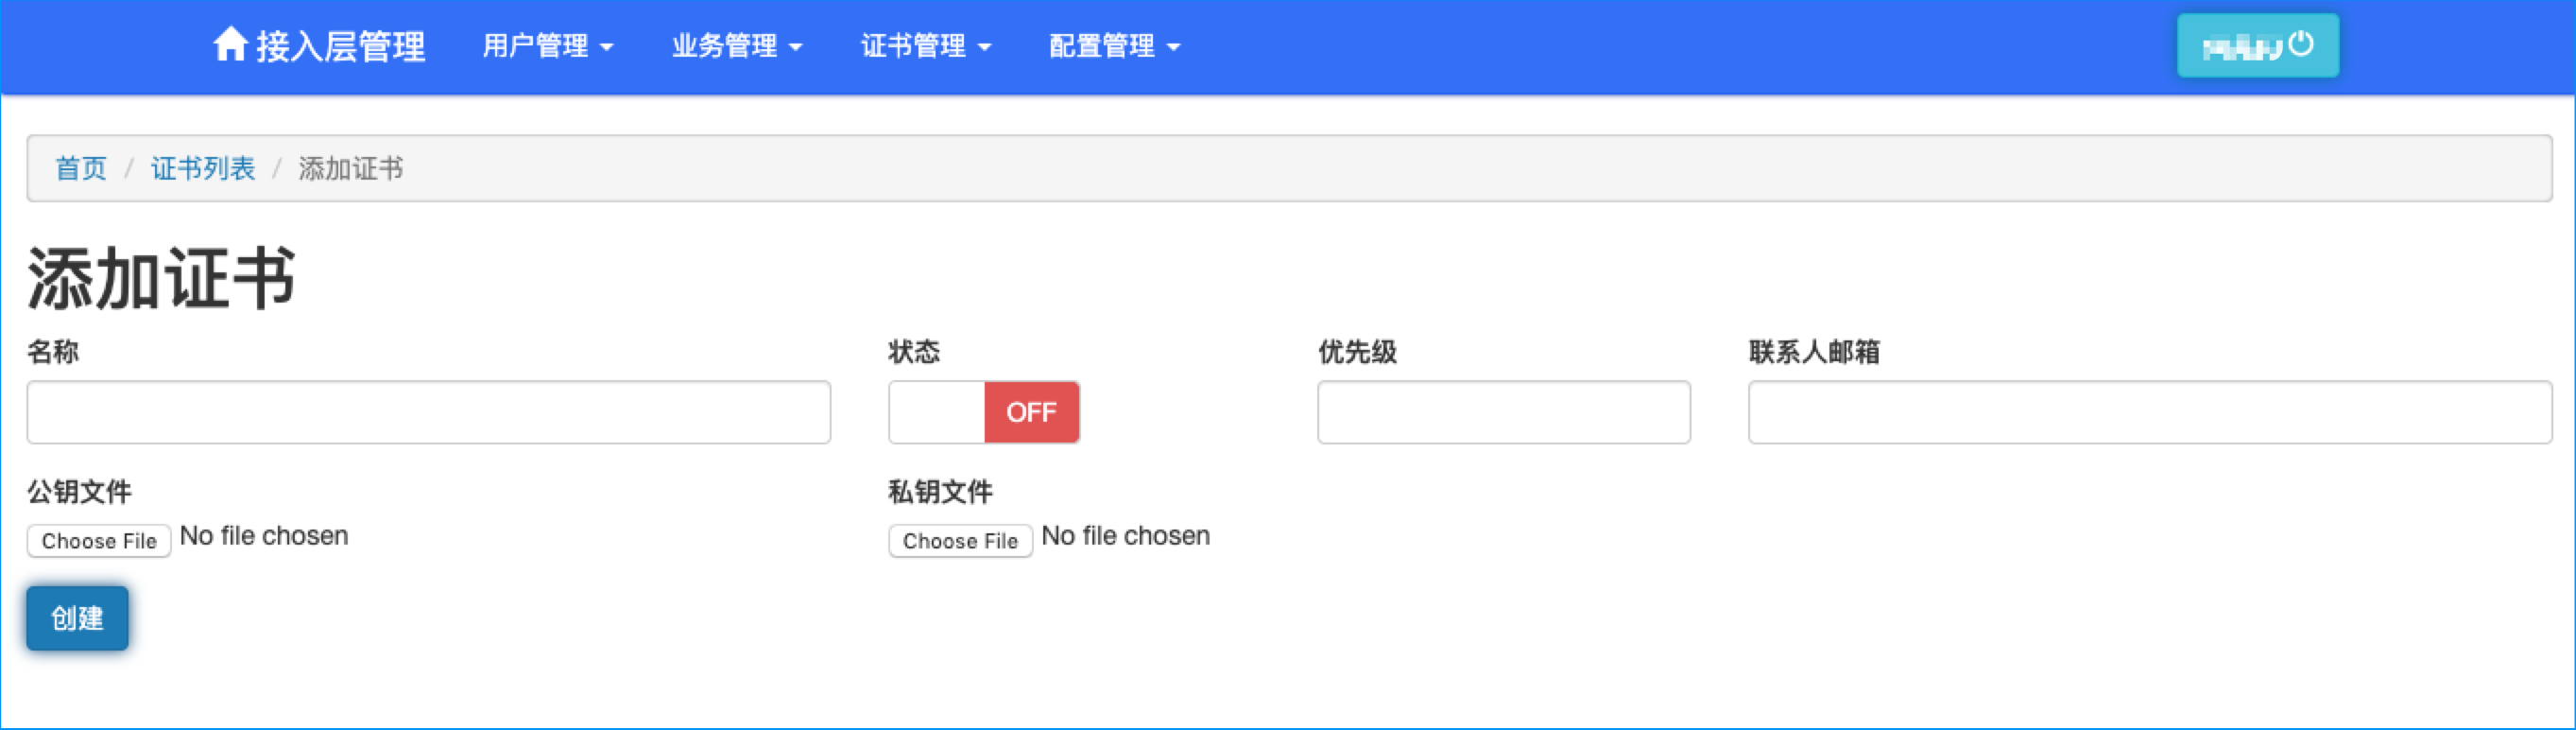 接入层管理 用户管理 业务管理 证书管理 配置管理
首页 / 证书列表 / 添加证书
添加证书
名称 状态 优先级 联系人邮箱
OFF
公钥文件 私钥文件
Choose File No file chosen Choose File No file chosen
创建